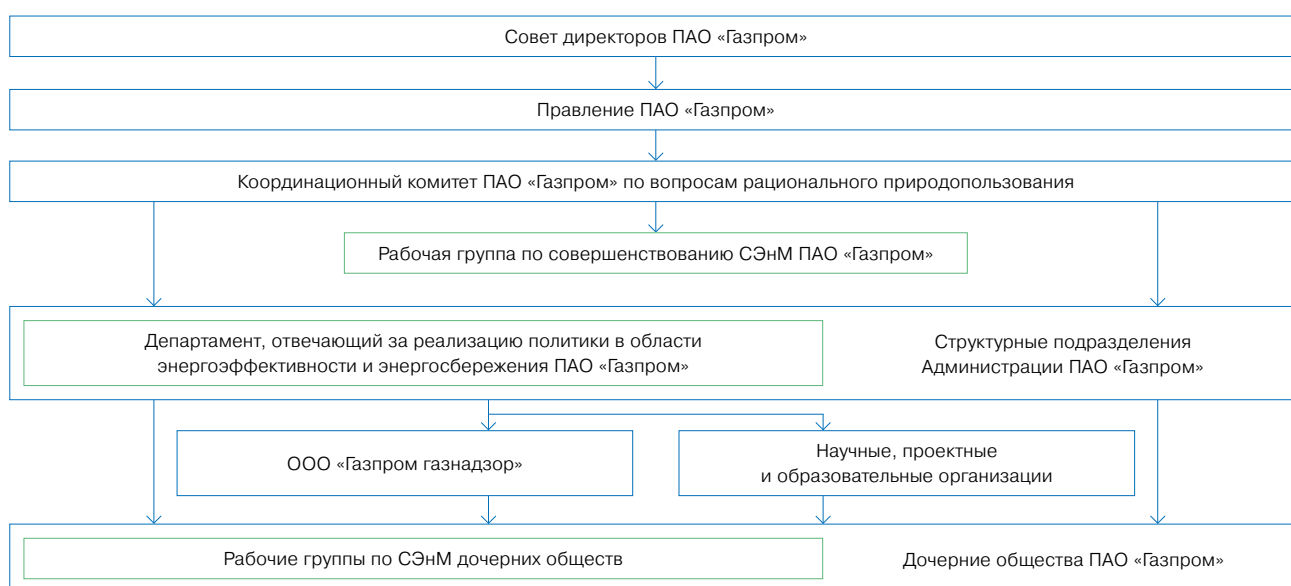 Совет директоров ПАО «Газпром»
Правление ПАО «Газпром»
Координационный комитет ПАО «Газпром» по вопросам рационального природопользования
Рабочая группа по совершенствованию СЭнМ ПАО «Газпром»
Департамент, отвечающий за реализацию политики в области
энергоэффективности и энергосбережения ПАО «Газпром»
Структурные подразделения
Администрации ПАО «Газпром»
ООО «Газпром газнадзор»
Научные, проектные
и образовательные организации
Рабочие группы по СЭнМ дочерних обществ
Дочерние общества ПАО «Газпром»